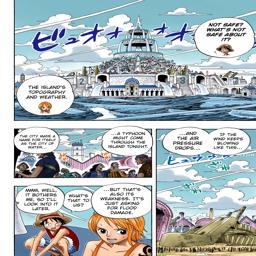 NOT SAFE?
WHAT'S
NOT SAFE
ABOUT
IT?
ビュオオオオ
THE ISLAND'S
TOPOGRAPHY
AND WEATHER.
THE CITY MADE A
NAME FOR ITSELF
AS THE CITY OF
WATER...
...A TYPHOON
MIGHT COME
THROUGH THE
ISLAND TONIGHT.
...AND
THE AIR
PRESSURE
DROPS...
IF THE
WIND KEEPS
BLOWING
LIKE THIS...
MMM, WELL,
IT BOTHERS
ME, SO I'LL
LOOK INTO IT
LATER.
WHAT'S
THAT TO
US?
...BUT THAT'S
ALSO ITS
WEAKNESS. IT'S
JUST ASKING
FOR FLOOD
DAMAGE.